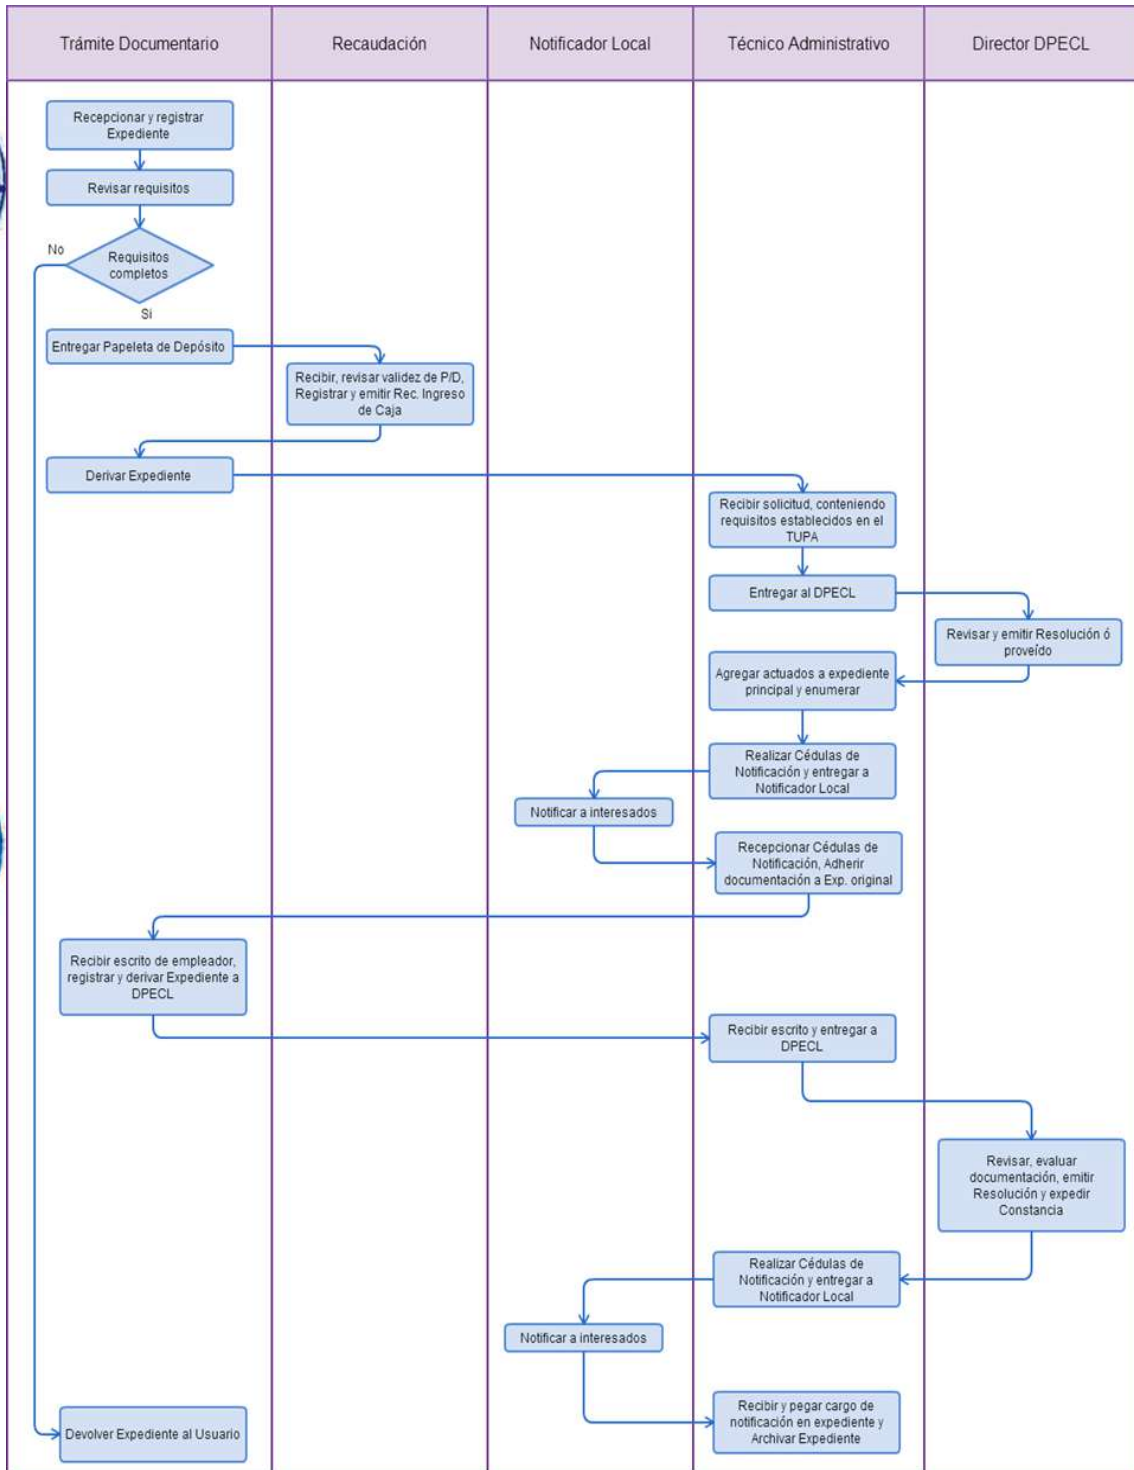 Trámite Documentario
Recaudación
Notificador Local
Técnico Administrativo
Director DPECL
Recepcionar y registrar
Expediente
Revisar requisitos
No
Requisitos
completos
Si
Entregar Papeleta de Depósito
Recibir, revisar validez de P/D,
Registrar y emitir Rec. Ingreso
de Caja
Derivar Expediente
Recibir solicitud, conteniendo
requisitos establecidos en el
TUPA
Entregar al DPECL
Revisar y emitir Resolución ó
proveído
Agregar actuados a expediente
principal y enumerar
Realizar Cédulas de
Notificación y entregar a
Notificador Local
Notificar a interesados
Recepcionar Cédulas de
Notificación, Adherir
documentación a Exp. original
Recibir escrito de empleador,
registrar y derivar Expediente a
DPECL
Recibir escrito y entregar a
DPECL
Revisar, evaluar
documentación, emitir
Resolución y expedir
Constancia
Realizar Cédulas de
Notificación y entregar a
Notificador Local
Notificar a interesados
Recibir y pegar cargo de
notificación en expediente y
Archivar Expediente
Devolver Expediente al Usuario